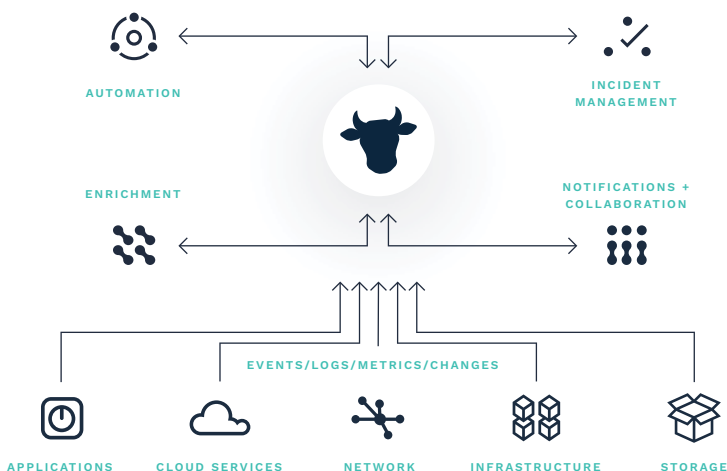 AUTOMATION
INCIDENT
MANAGEMENT
ENRICHMENT
NOTIFICATIONS +
COLLABORATION
EVENTS/LOGS/METRICS/CHANGES
APPLICATIONS
CLOUD SERVICES
NETWORK
INFRASTRUCTURE
STORAGE